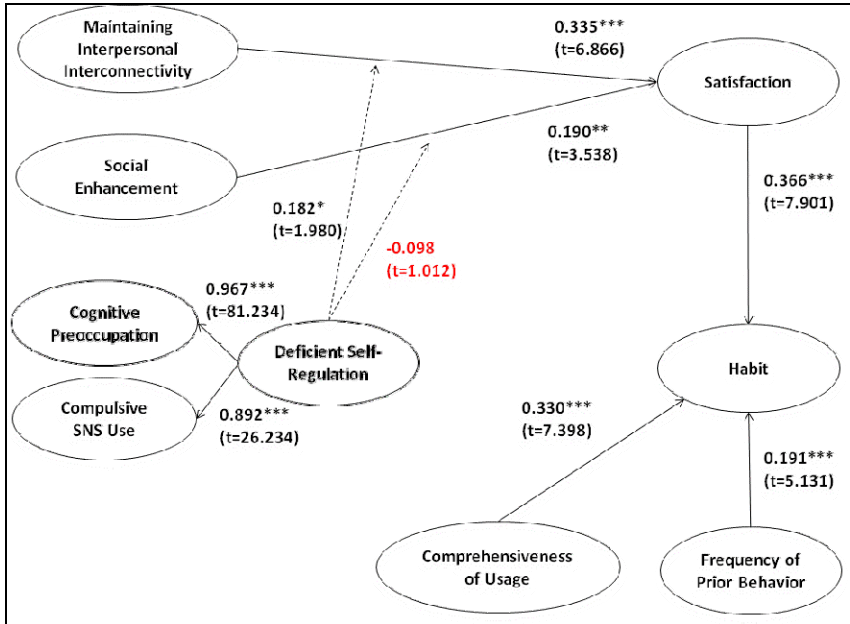 Maintaining
Interpersonal
Interconnectivity
0.335***
(t=6.866)
Satisfaction
Social
Enhancement
0.190**
(t=3.538)
0.182*
(t=1.980)
-0.098
(t=1.012)
0.366***
(t=7.901)
Cognitive
Preoccupation
0.967***
(t=81.234)
Deficient Self-
Regulation
Habit
Compulsive
SNS Use
0.892***
(t=26.234)
0.330***
(t=7.398)
0.191***
(t=5.131)
Comprehensiveness
of Usage
Frequency of
Prior Behavior